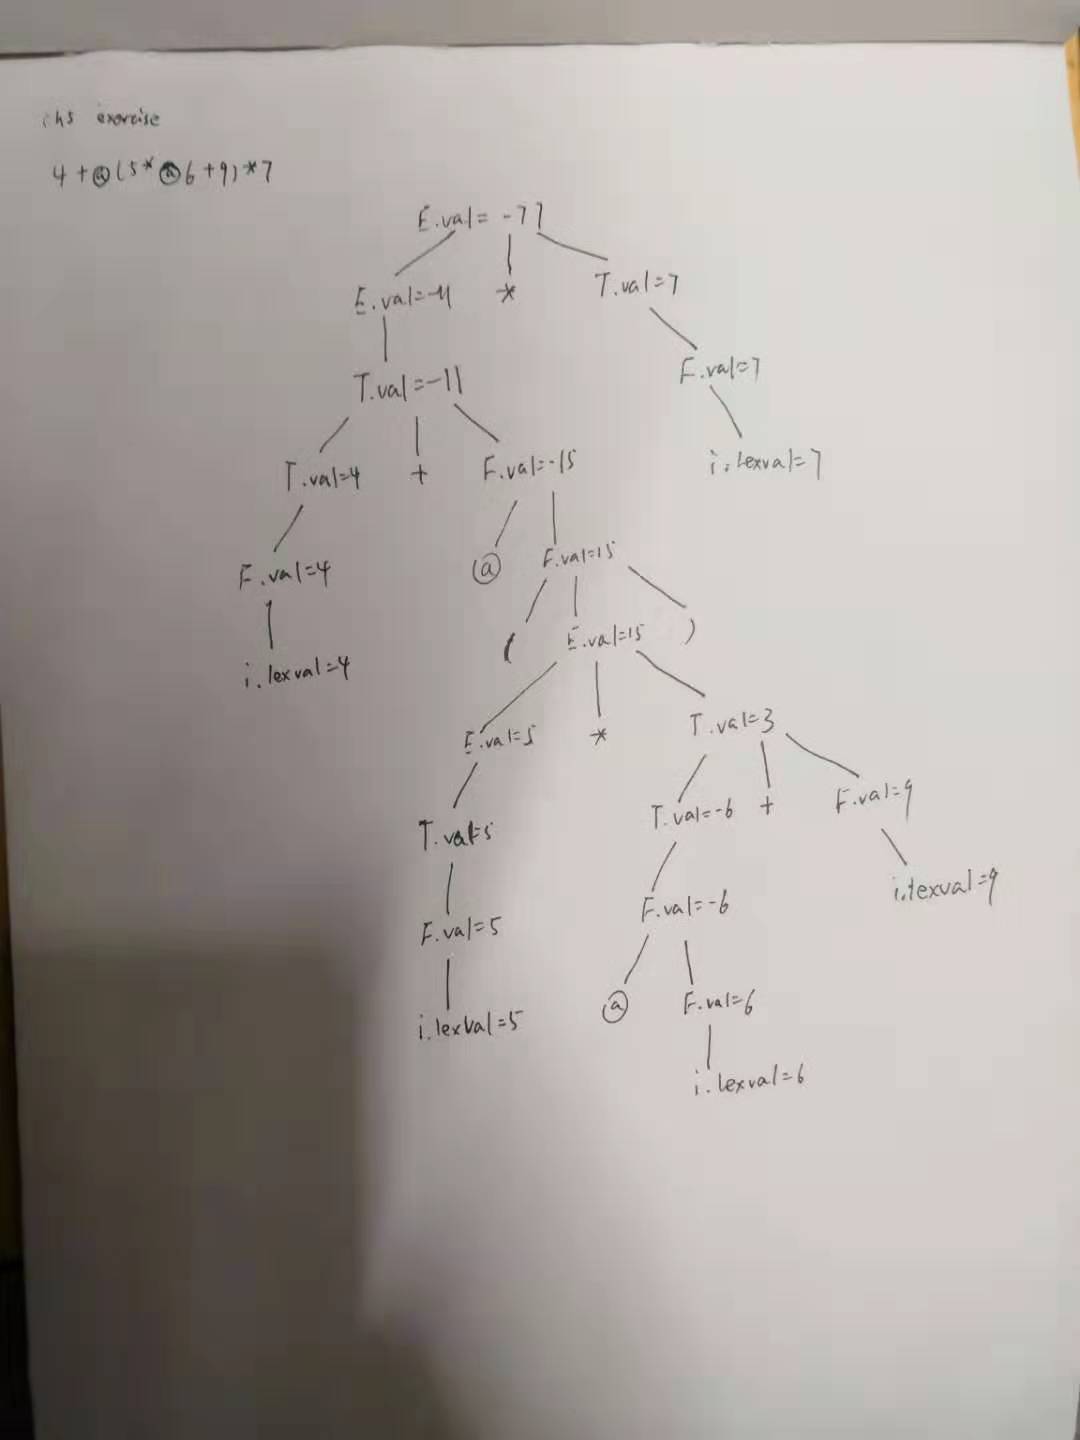 ch5 exercise
4+@(5*@6+9)*7
E.val=-77
E.val=-11 * T.val=7
T.val=-11 F.val=7
T.val=4 + F.val=-15 i.lexval=7
F.val=4 @ F.val=15
i.lexval=4 ( E.val=15 )
E.val=5 * T.val=3
T.val=5 T.val=-6 + F.val=9
F.val=5 F.val=-6 i.lexval=9
i.lexval=5 @ F.val=6
i.lexval=6